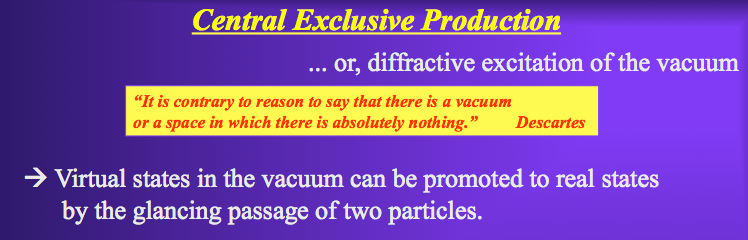 Central Exclusive Production
... or, diffractive excitation of the vacuum
“It is contrary to reason to say that there is a vacuum
or a space in which there is absolutely nothing.” Descartes
→ Virtual states in the vacuum can be promoted to real states
by the glancing passage of two particles.